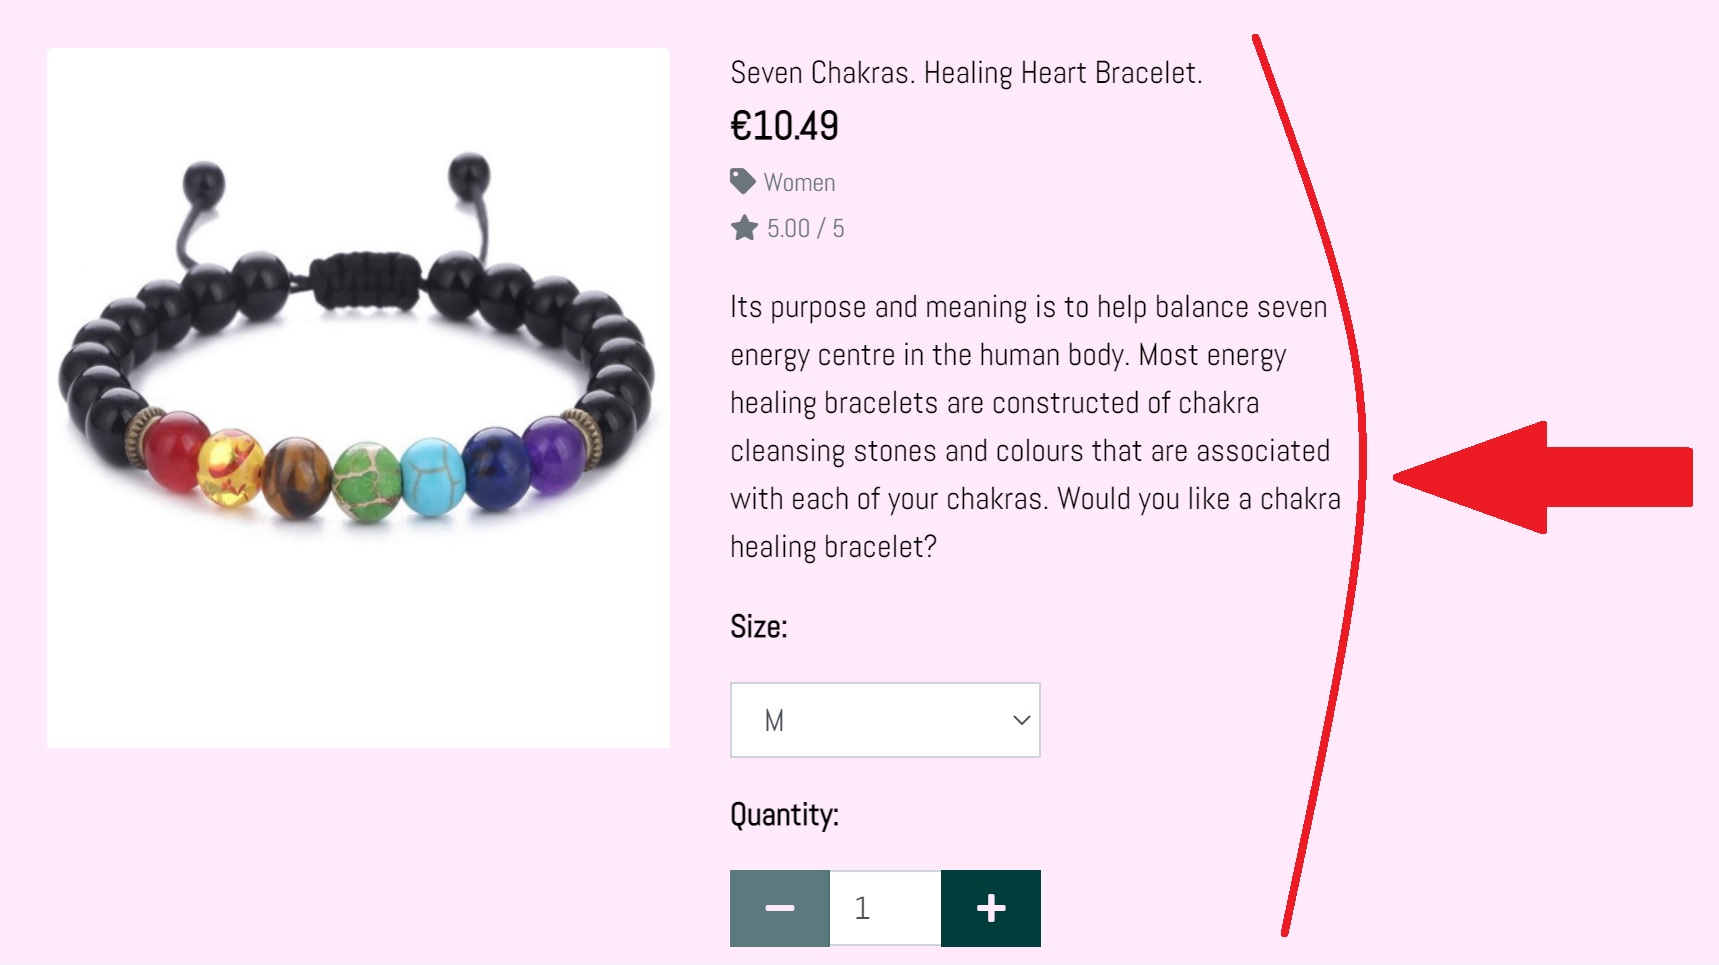 Seven Chakras. Healing Heart Bracelet.
€10.49
Women
5.00 / 5
Its purpose and meaning is to help balance seven
energy centre in the human body. Most energy
healing bracelets are constructed of chakra
cleansing stones and colours that are associated
with each of your chakras. Would you like a chakra
healing bracelet?
Size:
M
Quantity:
1